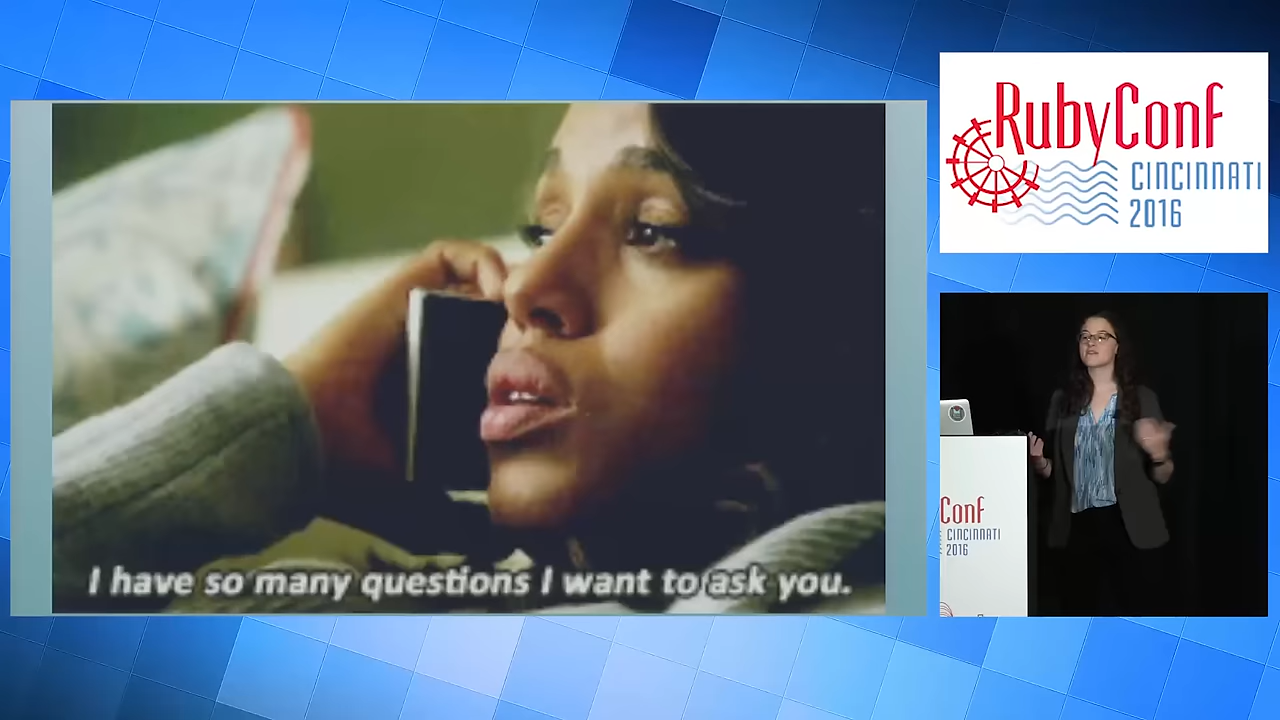 I have so many questions I want to ask you.
RubyConf
CINCINNATI
2016
Conf
CINCINNATI
2016